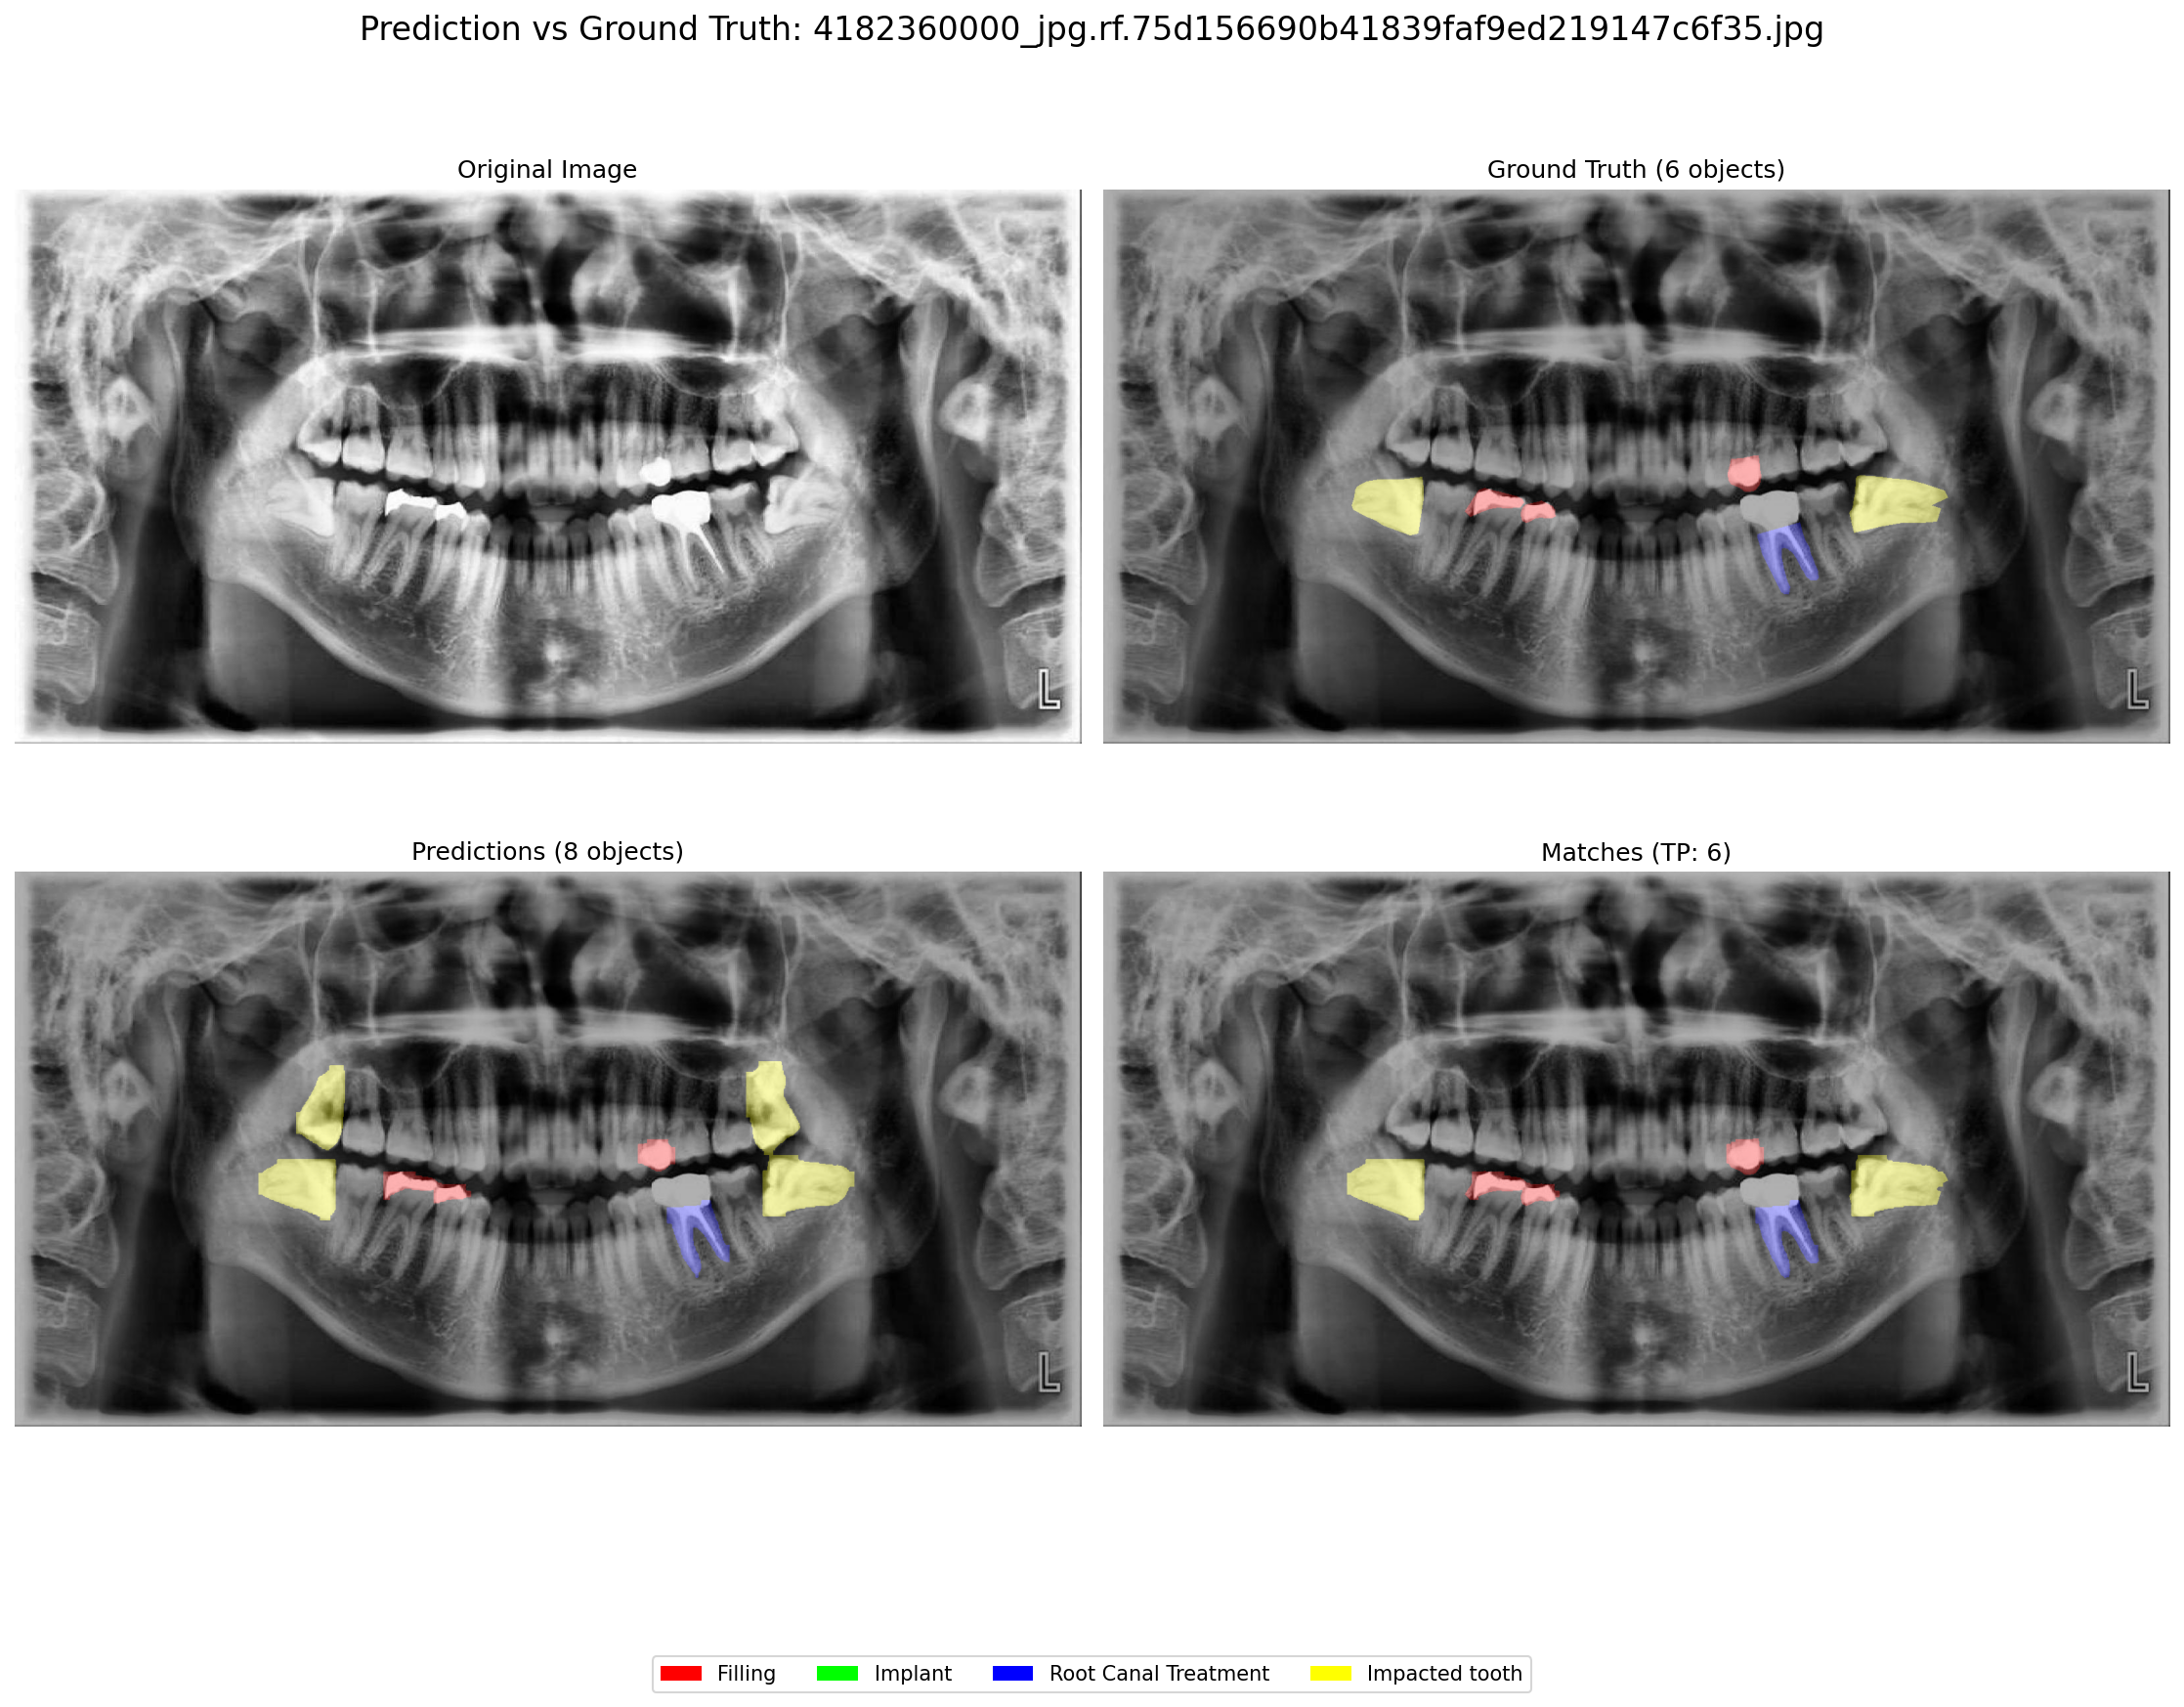 Prediction vs Ground Truth: 4182360000_jpg.rf.75d156690b41839faf9ed219147c6f35.jpg
Original Image
Ground Truth (6 objects)
L
L
Predictions (8 objects)
Matches (TP: 6)
L
L
Filling
Implant
Root Canal Treatment
Impacted tooth